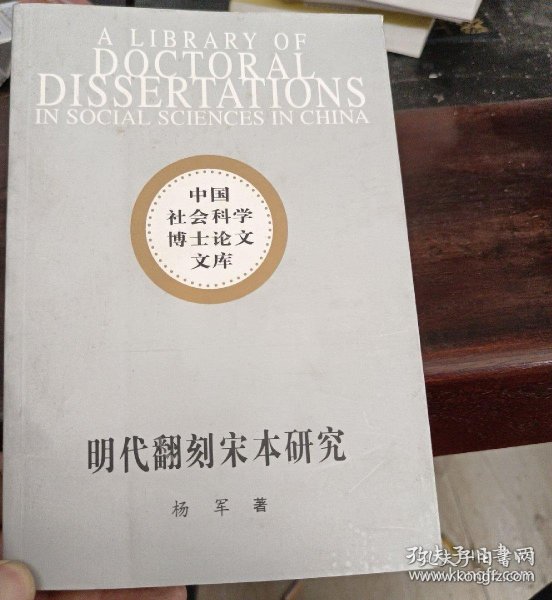 A LIBRARY OF
DOCTORAL
DISSERTATIONS
IN SOCIAL SCIENCES IN CHINA
中国
社会科学
博士论文
文库
明代翻刻宋本研究
杨 军 著
孔夫子旧书网
www.kongfz.com